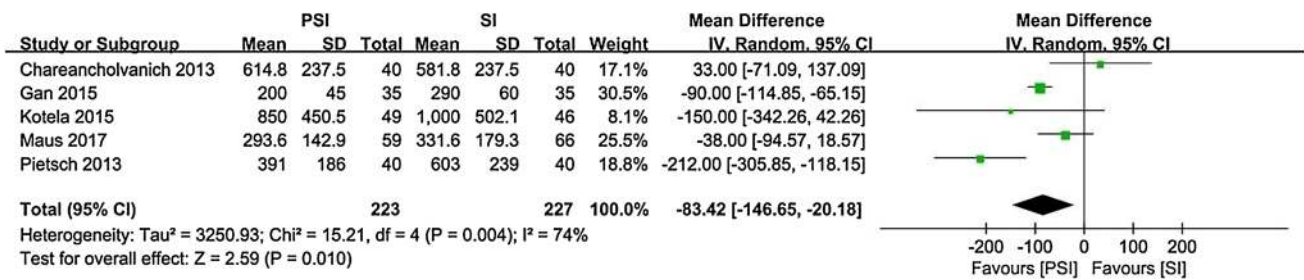 PSI SI Mean Difference Mean Difference
Study or Subgroup Mean SD Total Mean SD Total Weight IV, Random, 95% CI IV, Random, 95% CI
Chareancholvanich 2013 614.8 237.5 40 581.8 237.5 40 17.1% 33.00 [-71.09, 137.09]
Gan 2015 200 45 35 290 60 35 30.5% -90.00 [-114.85, -65.15]
Kotela 2015 850 450.5 49 1,000 502.1 46 8.1% -150.00 [-342.26, 42.26]
Maus 2017 293.6 142.9 59 331.6 179.3 66 25.5% -38.00 [-94.57, 18.57]
Pietsch 2013 391 186 40 603 239 40 18.8% -212.00 [-305.85, -118.15]
Total (95% CI) 223 227 100.0% -83.42 [-146.65, -20.18]
Heterogeneity: Tau² = 3250.93; Chi² = 15.21, df = 4 (P = 0.004); I² = 74%
Test for overall effect: Z = 2.59 (P = 0.010)
-200 -100 0 100 200
Favours [PSI] Favours [SI]